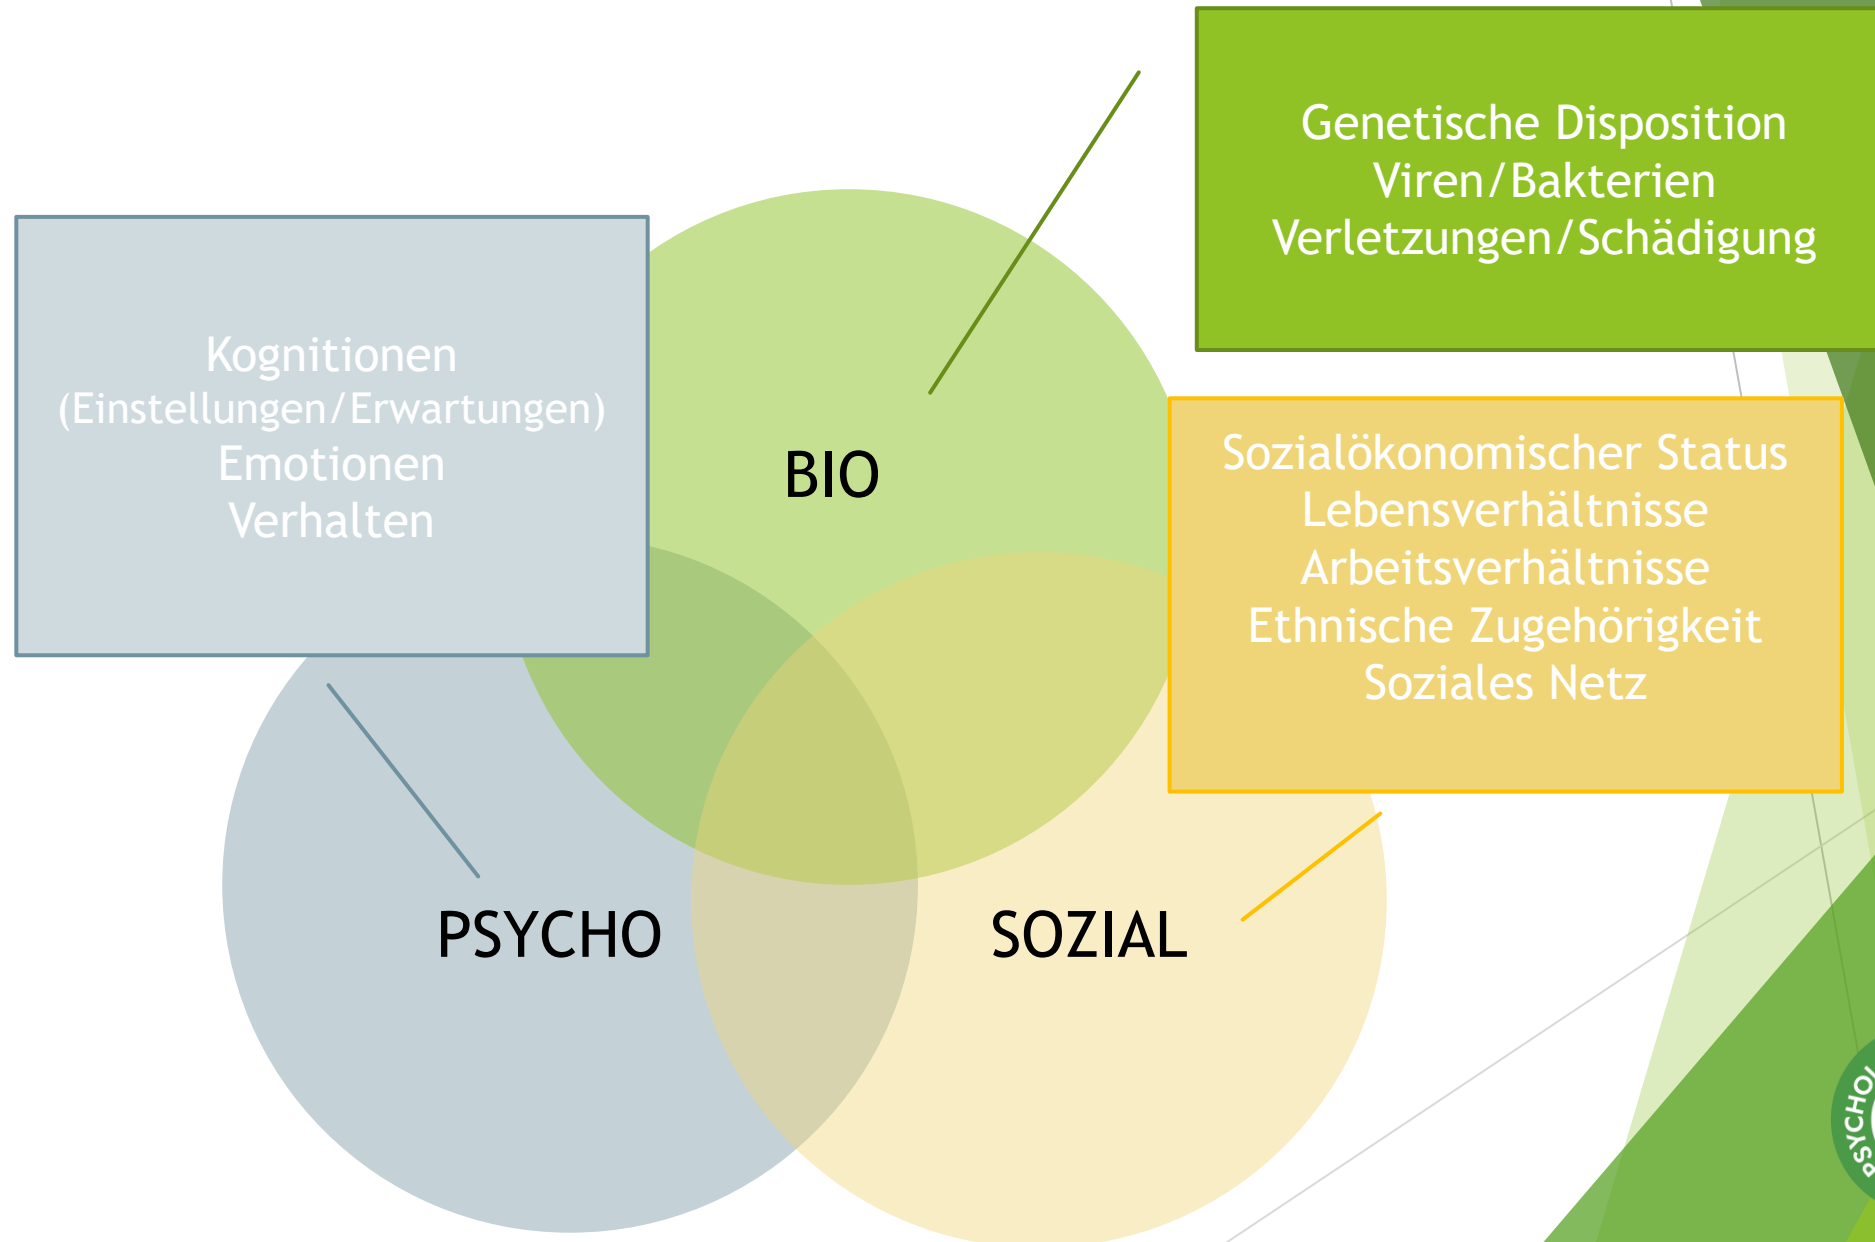 Genetische Disposition
Viren/Bakterien
Verletzungen/Schädigung
Kognitionen
(Einstellungen/Erwartungen)
Emotionen
Verhalten
BIO
Sozialökonomischer Status
Lebensverhältnisse
Arbeitsverhältnisse
Ethnische Zugehörigkeit
Soziales Netz
PSYCHO
SOZIAL